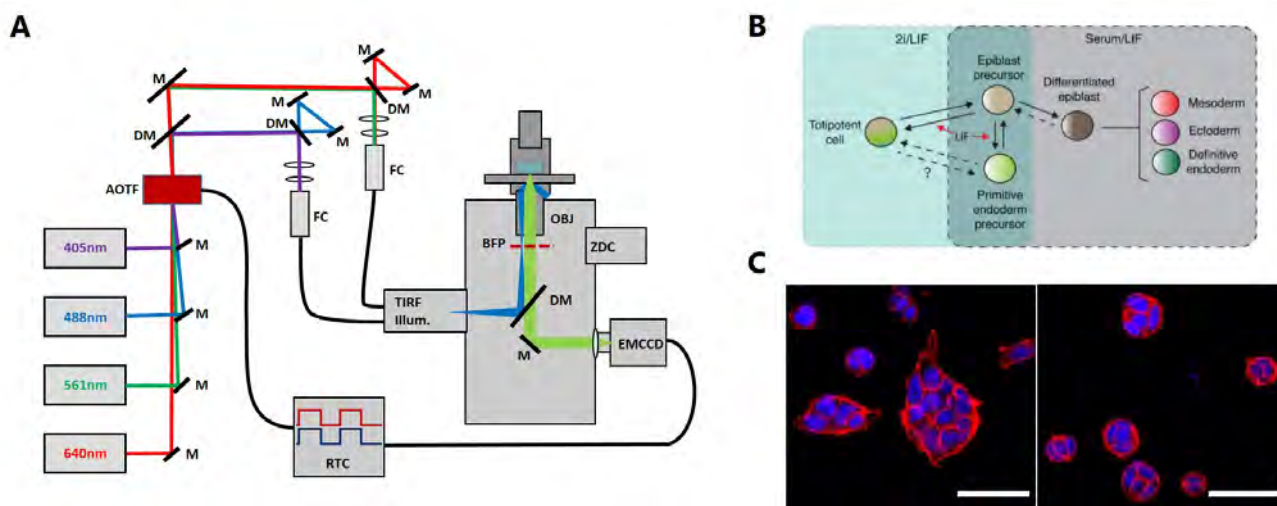 A
M
M
M
DM
M
DM
M
DM
M
FC
AOTF
FC
OBJ
405nm
M
BFP
ZDC
488nm
M
TIRF
Illum.
DM
561nm
M
M
EMCCD
640nm
M
RTC
B
2i/LIF
Serum/LIF
Epiblast
precursor
Differentiated
epiblast
Mesoderm
Totipotent
cell
LIF
Ectoderm
?
Definitive
endoderm
Primitive
endoderm
precursor
C